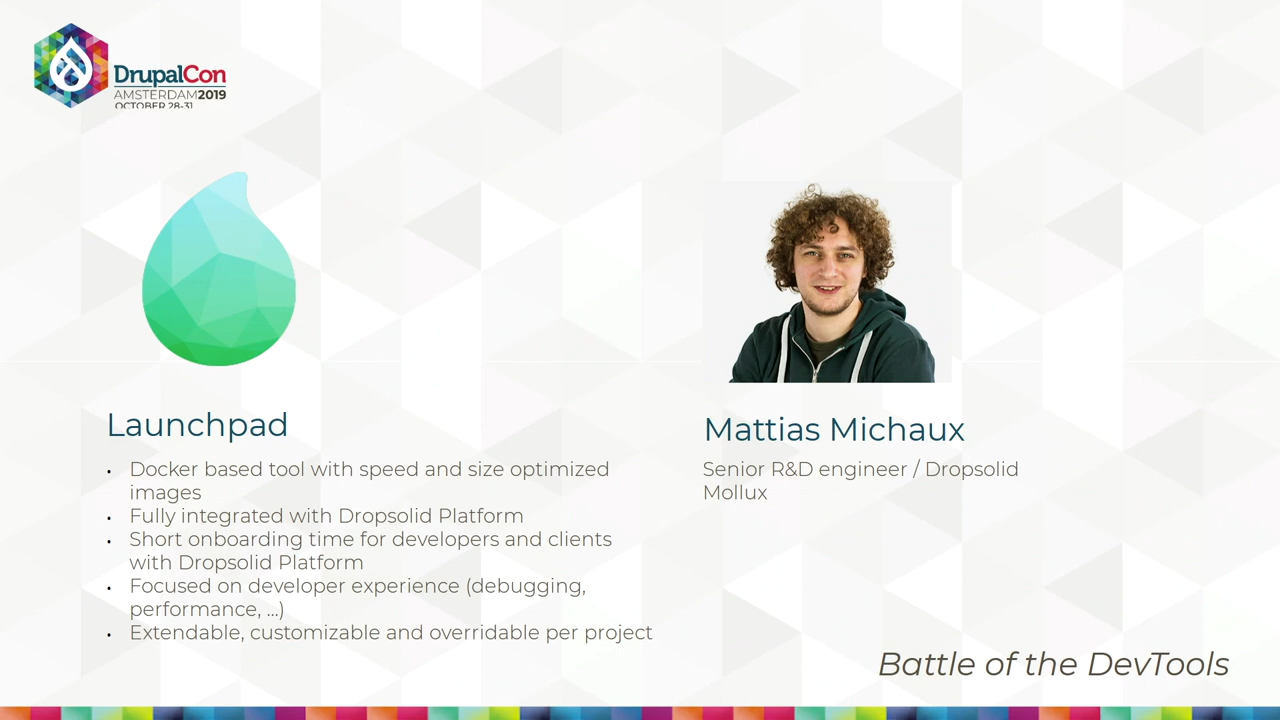 DrupalCon
AMSTERDAM2019
OCTOBER 28-31
Launchpad
• Docker based tool with speed and size optimized
images
• Fully integrated with Dropsolid Platform
• Short onboarding time for developers and clients
with Dropsolid Platform
• Focused on developer experience (debugging,
performance, ...)
• Extendable, customizable and overridable per project
Mattias Michaux
Senior R&D engineer / Dropsolid
Mollux
Battle of the DevTools